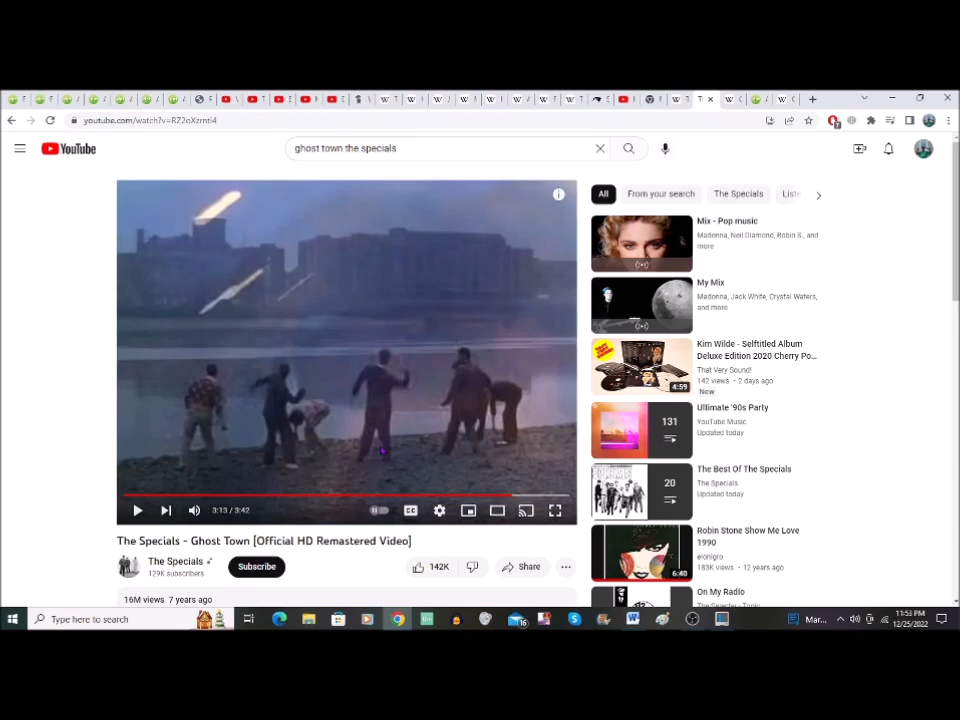 youtube.com/watch?v=RZ2oXzrnti4
YouTube
ghost town the specials
All
From your search
The Specials
Mix - Pop music
Madonna, Neil Diamond, Robin S., and
more
My Mix
Madonna, Jack White, Crystal Waters,
and more
Kim Wilde - Selftitled Album
Deluxe Edition 2020 Cherry Po...
That Very Sound!
142 views • 2 days ago
New
4:59
Ultimate '90s Party
YouTube Music
Updated today
131
The Best Of The Specials
The Specials
Updated today
20
Robin Stone Show Me Love
1990
elonigro
183K views • 12 years ago
6:40
On My Radio
3:13 / 3:42
CC
The Specials - Ghost Town [Official HD Remastered Video]
The Specials
129K subscribers
Subscribe
142K
Share
16M views 7 years ago
Type here to search
16
Mar...
11:53 PM
12/25/2022